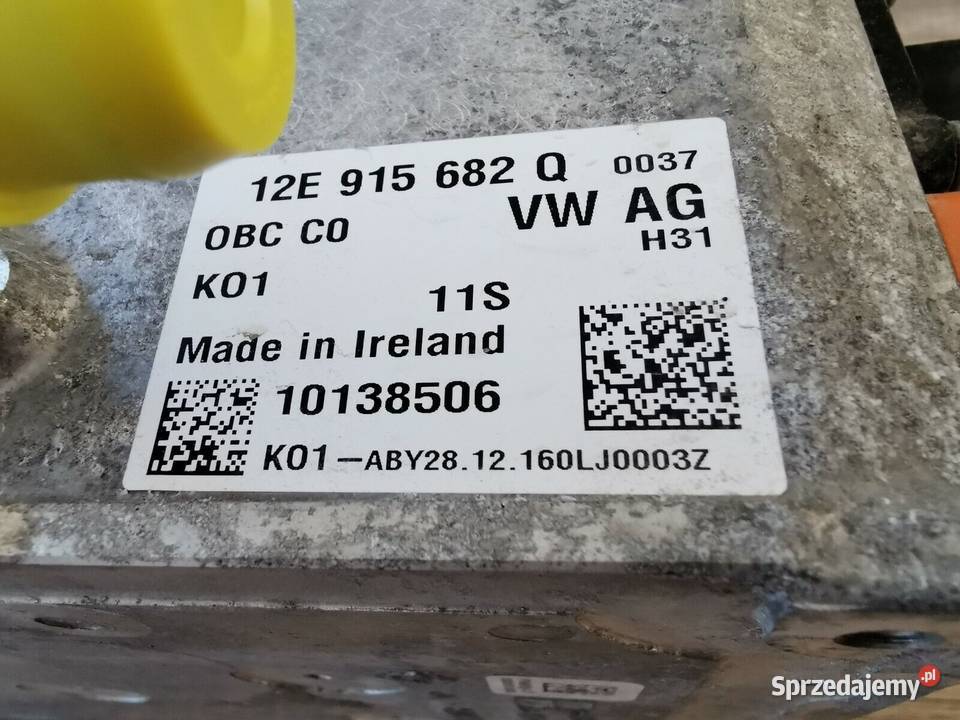 12E 915 682 Q 0037
OBC C0 VW AG
H31
K01
11S
Made in Ireland
10138506
K01-ABY28.12.160LJ0003Z
Sprzedajemy.pl